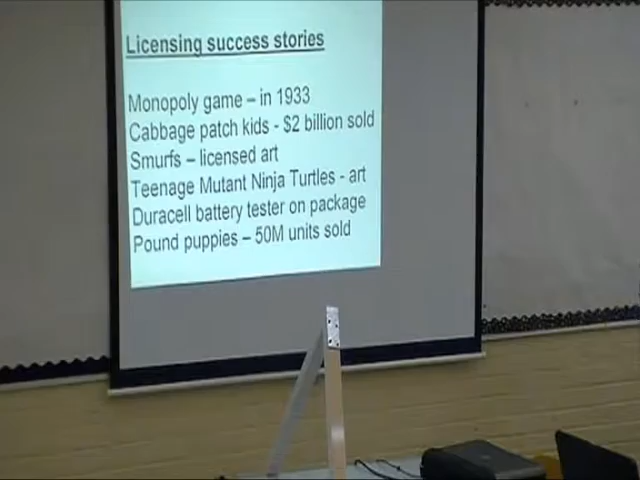 Licensing success stories
Monopoly game – in 1933
Cabbage patch kids - $2 billion sold
Smurfs – licensed art
Teenage Mutant Ninja Turtles - art
Duracell battery tester on package
Pound puppies – 50M units sold